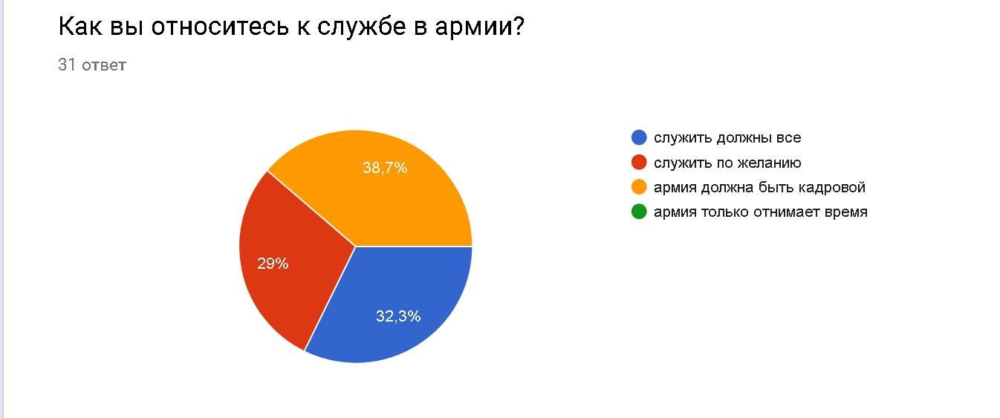 Как вы относитесь к службе в армии?
31 ответ
38,7%
29%
32,3%
служить должны все
служить по желанию
армия должна быть кадровой
армия только отнимает время